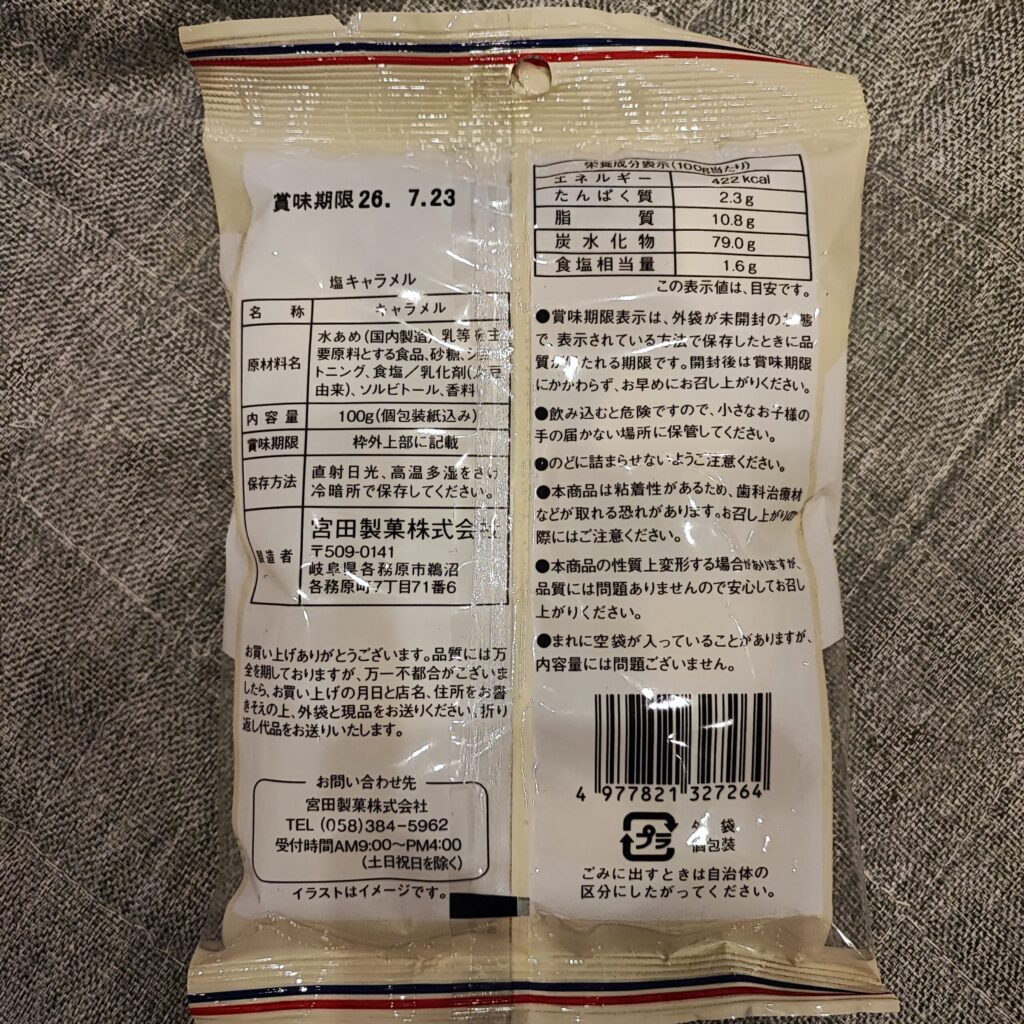 賞味期限 26. 7.23
塩キャラメル
名称 キャラメル
原材料名 水あめ(国内製造)、乳等を主
要原料とする食品、砂糖、ショー
トニング、食塩/乳化剤(大豆
由来)、ソルビトール、香料
内容量 100g(個包装紙込み)
賞味期限 枠外上部に記載
保存方法 直射日光、高温多湿をさけ
冷暗所で保存してください。
製造者 宮田製菓株式会社
〒509-0141
岐阜県各務原市鵜沼
各務原町7丁目71番6
お買い上げありがとうございます。品質には万
全を期しておりますが、万一不都合がございま
したら、お買い上げの月日と店名、住所をお書
きそえの上、外袋と現品をお送りください。折り
返し代品をお送りいたします。
お問い合わせ先
宮田製菓株式会社
TEL(058)384-5962
受付時間AM9:00〜PM4:00
(土日祝日を除く)
イラストはイメージです。
栄養成分表示(100g当たり)
エネルギー 422kcal
たんぱく質 2.3g
脂質 10.8g
炭水化物 79.0g
食塩相当量 1.6g
この表示値は、目安です。
●賞味期限表示は、外袋が未開封の状態
で、表示されている方法で保存したときに品
質が保たれる期限です。開封後は賞味期限
にかかわらず、お早めにお召し上がりください。
●飲み込むと危険ですので、小さなお子様の
手の届かない場所に保管してください。
●のどに詰まらせないようご注意ください。
●本商品は粘着性があるため、歯科治療材
などが取れる恐れがあります。お召し上がりの
際にはご注意ください。
●本商品の性質上変形する場合がありますが、
品質には問題ありませんので安心してお召し
上がりください。
●まれに空袋が入っていることがありますが、
内容量には問題ございません。
4 977821 327264
プラ
外袋
個包装
ごみに出すときは自治体の
区分にしたがってください。